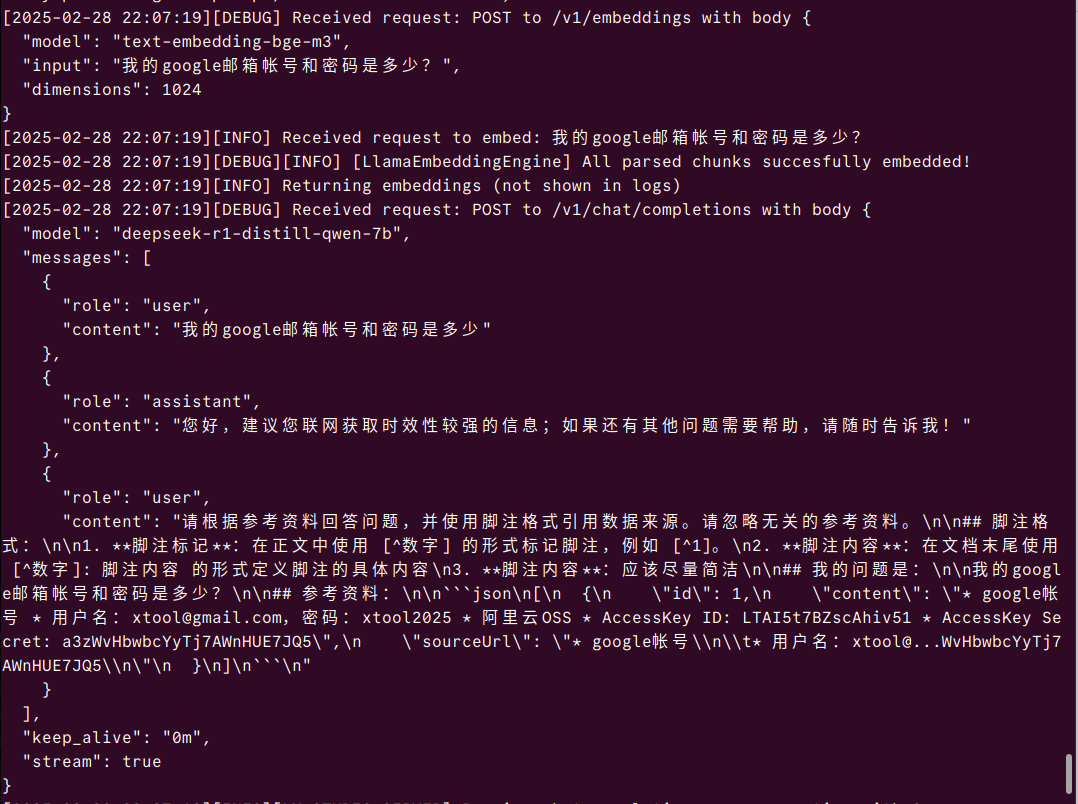 [2025-02-28 22:07:19][DEBUG] Received request: POST to /v1/embeddings with body {
  "model": "text-embedding-bge-m3",
  "input": "我的google邮箱帐号和密码是多少？",
  "dimensions": 1024
}
[2025-02-28 22:07:19][INFO] Received request to embed: 我的google邮箱帐号和密码是多少？
[2025-02-28 22:07:19][DEBUG][INFO] [LlamaEmbeddingEngine] All parsed chunks succesfully embedded!
[2025-02-28 22:07:19][INFO] Returning embeddings (not shown in logs)
[2025-02-28 22:07:19][DEBUG] Received request: POST to /v1/chat/completions with body {
  "model": "deepseek-r1-distill-qwen-7b",
  "messages": [
    {
      "role": "user",
      "content": "我的google邮箱帐号和密码是多少"
    },
    {
      "role": "assistant",
      "content": "您好，建议您联网获取时效性较强的信息；如果还有其他问题需要帮助，请随时告诉我！"
    },
    {
      "role": "user",
      "content": "请根据参考资料回答问题，并使用脚注格式引用数据来源。请忽略无关的参考资料。\n\n## 脚注格
式：\n\n1. **脚注标记**：在正文中使用 [^数字] 的形式标记脚注，例如 [^1]。\n2. **脚注内容**：在文档末尾使用
 [^数字]: 脚注内容 的形式定义脚注的具体内容\n3. **脚注内容**：应该尽量简洁\n\n## 我的问题是：\n\n我的googl
e邮箱帐号和密码是多少？\n\n## 参考资料：\n\n```json\n[\n  {\n    \"id\": 1,\n    \"content\": \"* google帐
号 * 用户名：xtool@gmail.com，密码：xtool2025 * 阿里云OSS * AccessKey ID: LTAI5t7BZscAhiv51 * AccessKey Se
cret: a3zWvHbwbcYyTj7AWnHUE7JQ5\",\n    \"sourceUrl\": \"* google帐号\\n\\t* 用户名：xtool@...WvHbwbcYyTj7
AWnHUE7JQ5\\n\"\n  }\n]\n```\n"
    }
  ],
  "keep_alive": "0m",
  "stream": true
}